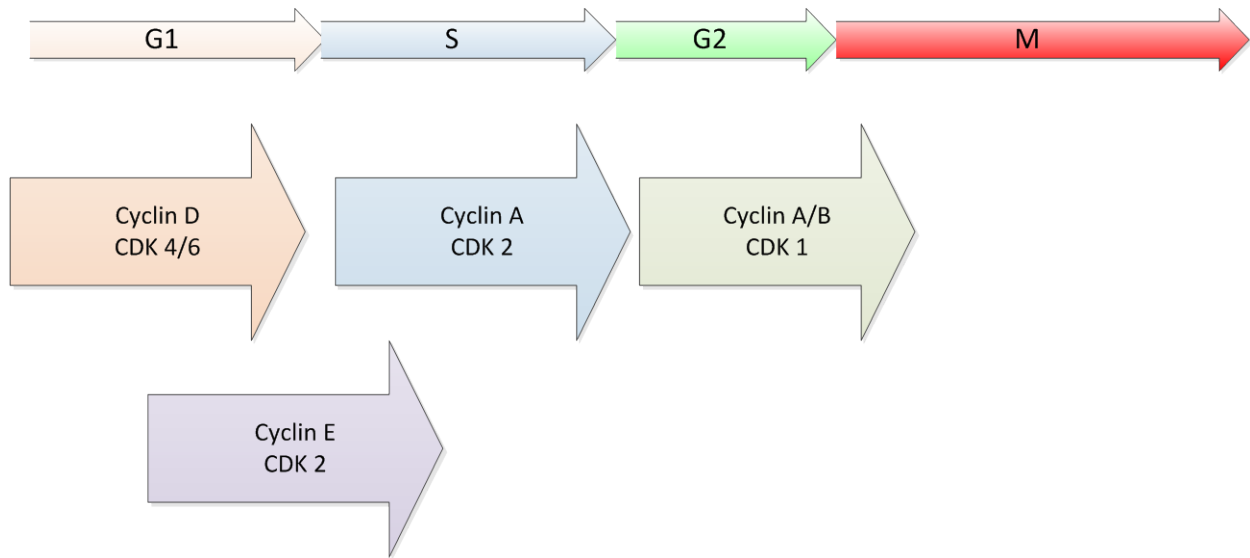 G1
S
G2
M
Cyclin D
CDK 4/6
Cyclin A
CDK 2
Cyclin A/B
CDK 1
Cyclin E
CDK 2